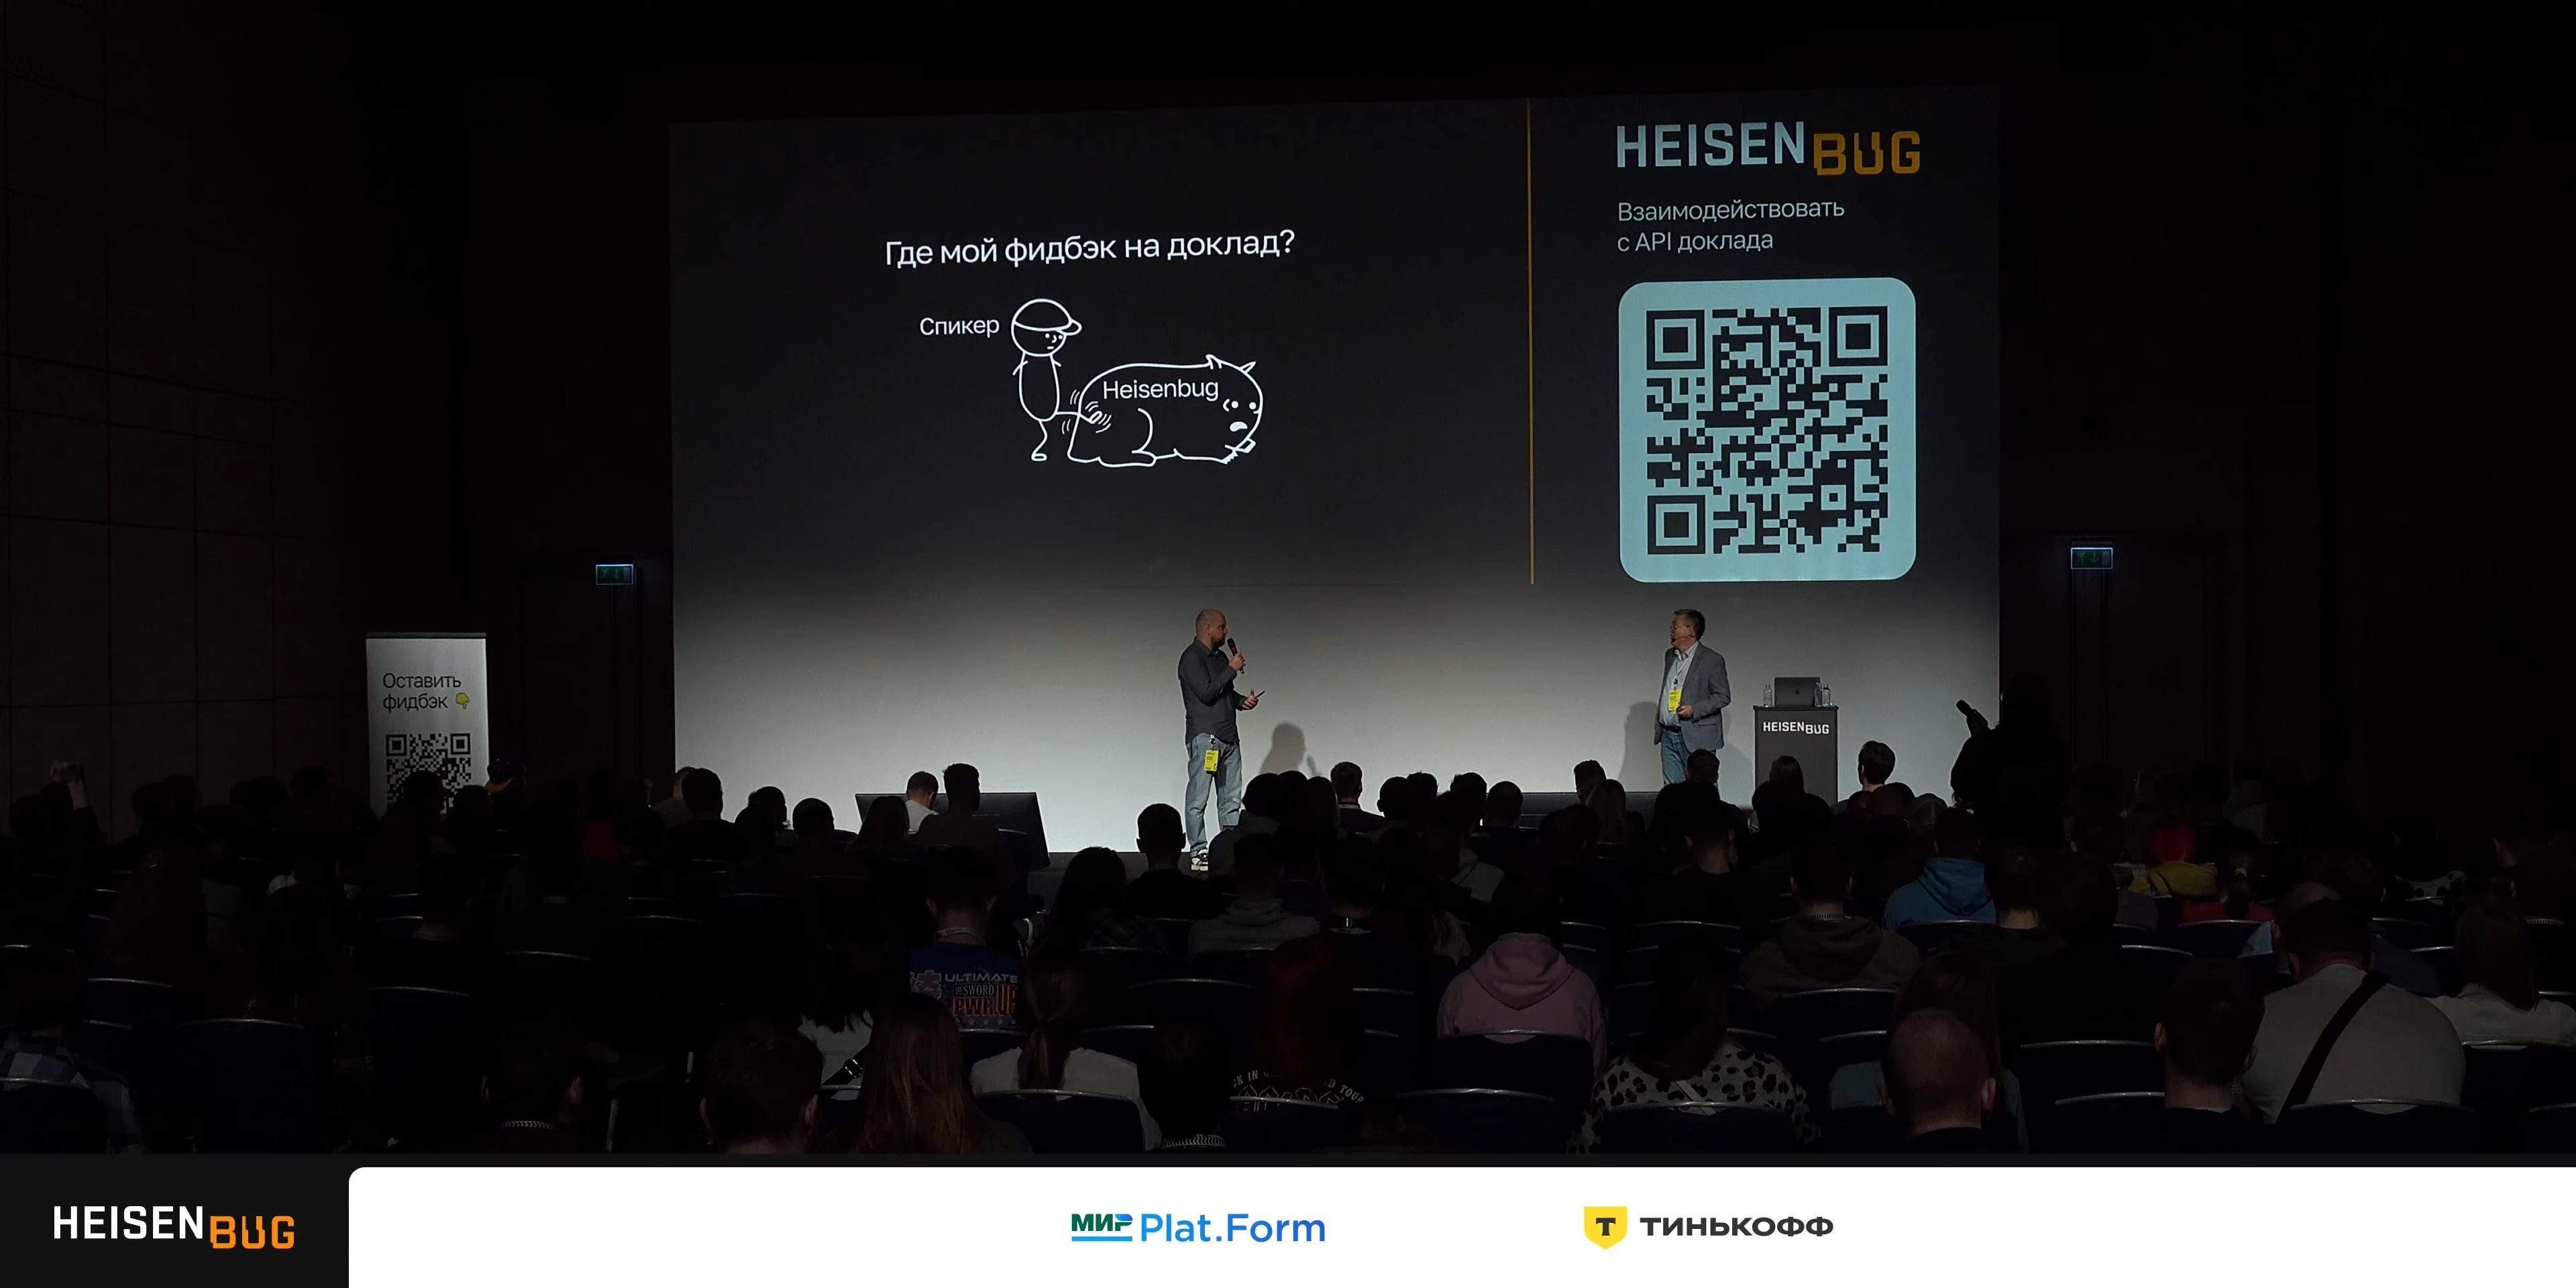 Где мой фидбэк на доклад?
Спикер
Heisenbug
HEISENBUG
Взаимодействовать
с API доклада
Оставить
фидбэк 👇
HEISENBUG
ULTIMATE
SWORD
HEISENBUG
МИР Plat.Form
Т ТИНЬКОФФ